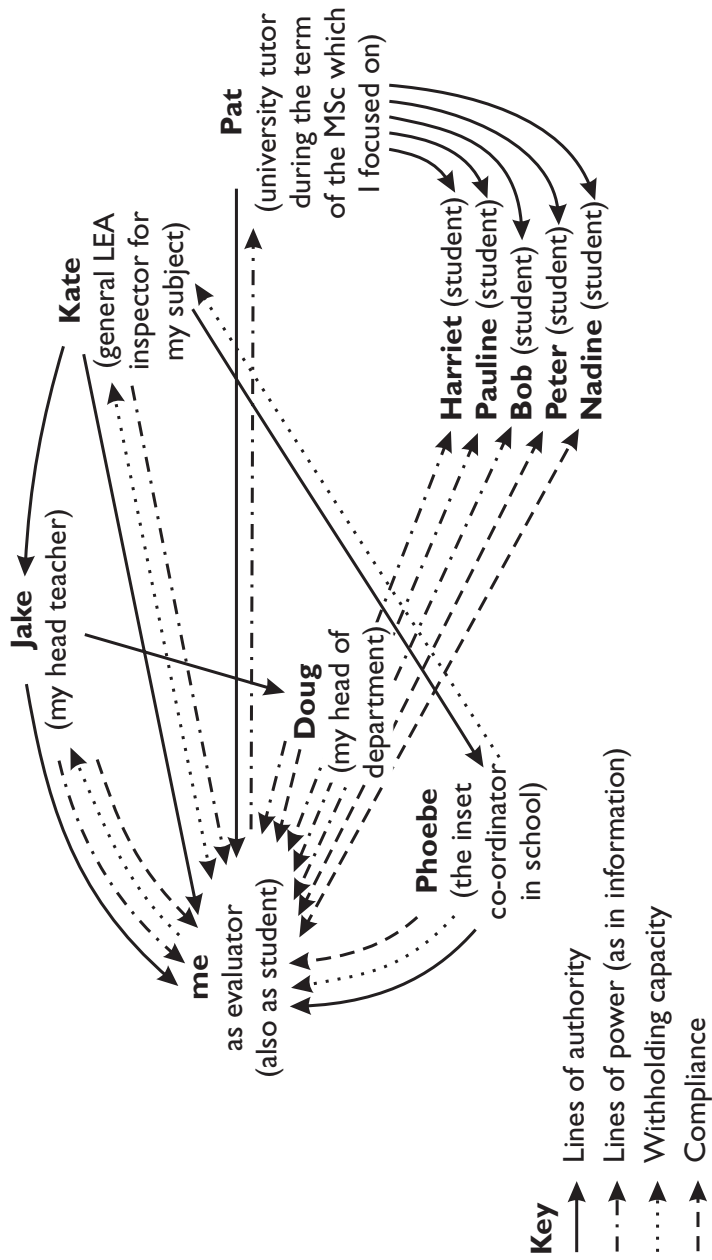 Jake
(my head teacher)
Kate
(general LEA
inspector for
my subject)
me
as evaluator
(also as student)
Doug
(my head of
department)
Pat
(university tutor
during the term
of the MSc which
I focused on)
Phoebe
(the inset
co-ordinator
in school)
Harriet (student)
Pauline (student)
Bob (student)
Peter (student)
Nadine (student)
Key
Lines of authority
Lines of power (as in information)
Withholding capacity
Compliance